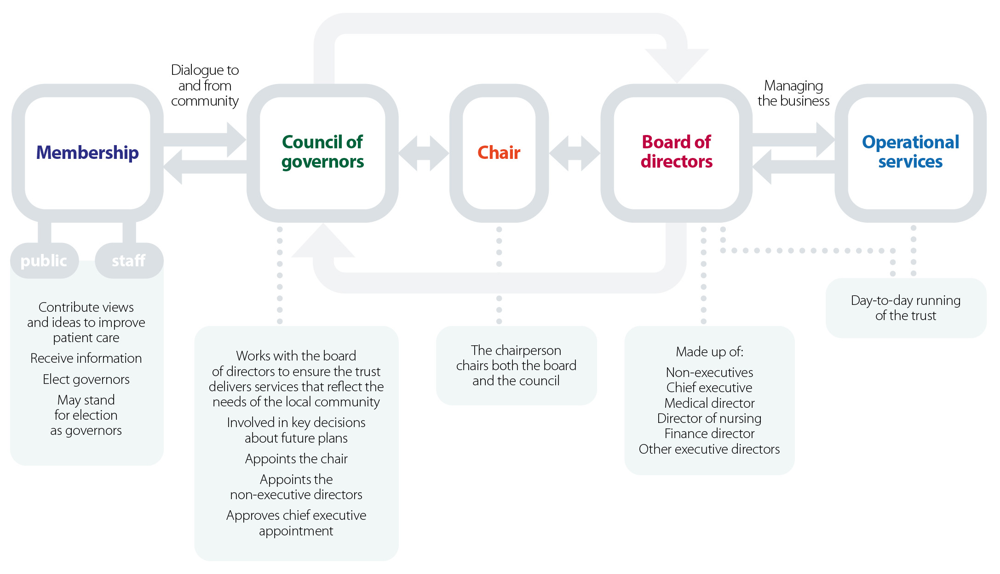 Dialogue to
and from
community
Managing
the business
Membership
Council of
governors
Chair
Board of
directors
Operational
services
public
staff
Contribute views
and ideas to improve
patient care
Receive information
Elect governors
May stand
for election
as governors
Works with the board
of directors to ensure the trust
delivers services that reflect the
needs of the local community
Involved in key decisions
about future plans
Appoints the chair
Appoints the
non-executive directors
Approves chief executive
appointment
The chairperson
chairs both the board
and the council
Made up of:
Non-executives
Chief executive
Medical director
Director of nursing
Finance director
Other executive directors
Day-to-day running
of the trust